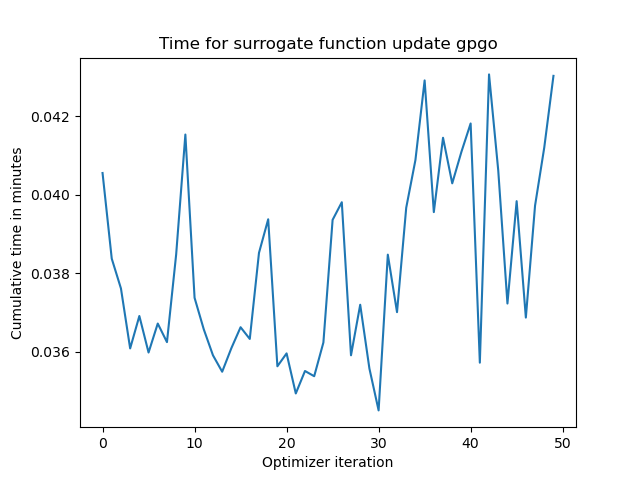 Time for surrogate function update gpgo
0.042
0.040
0.038
0.036
Cumulative time in minutes
0 10 20 30 40 50
Optimizer iteration